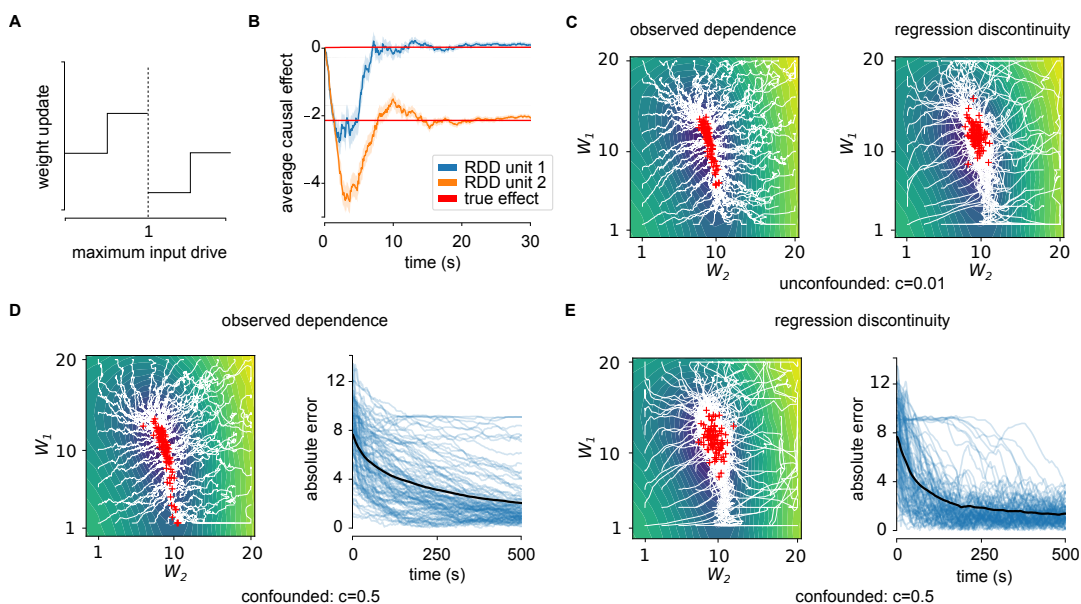 A
weight update
1
maximum input drive
B
average causal effect
0
−2
−4
RDD unit 1
RDD unit 2
true effect
0 10 20 30
time (s)
C
observed dependence
regression discontinuity
W1
20
10
1
1 10 20
W2
W1
20
10
1
1 10 20
W2
unconfounded: c=0.01
D
observed dependence
W1
20
10
1
1 10 20
W2
absolute error
12
8
4
0
0 250 500
time (s)
confounded: c=0.5
E
regression discontinuity
W1
20
10
1
1 10 20
W2
absolute error
12
8
4
0
0 250 500
time (s)
confounded: c=0.5